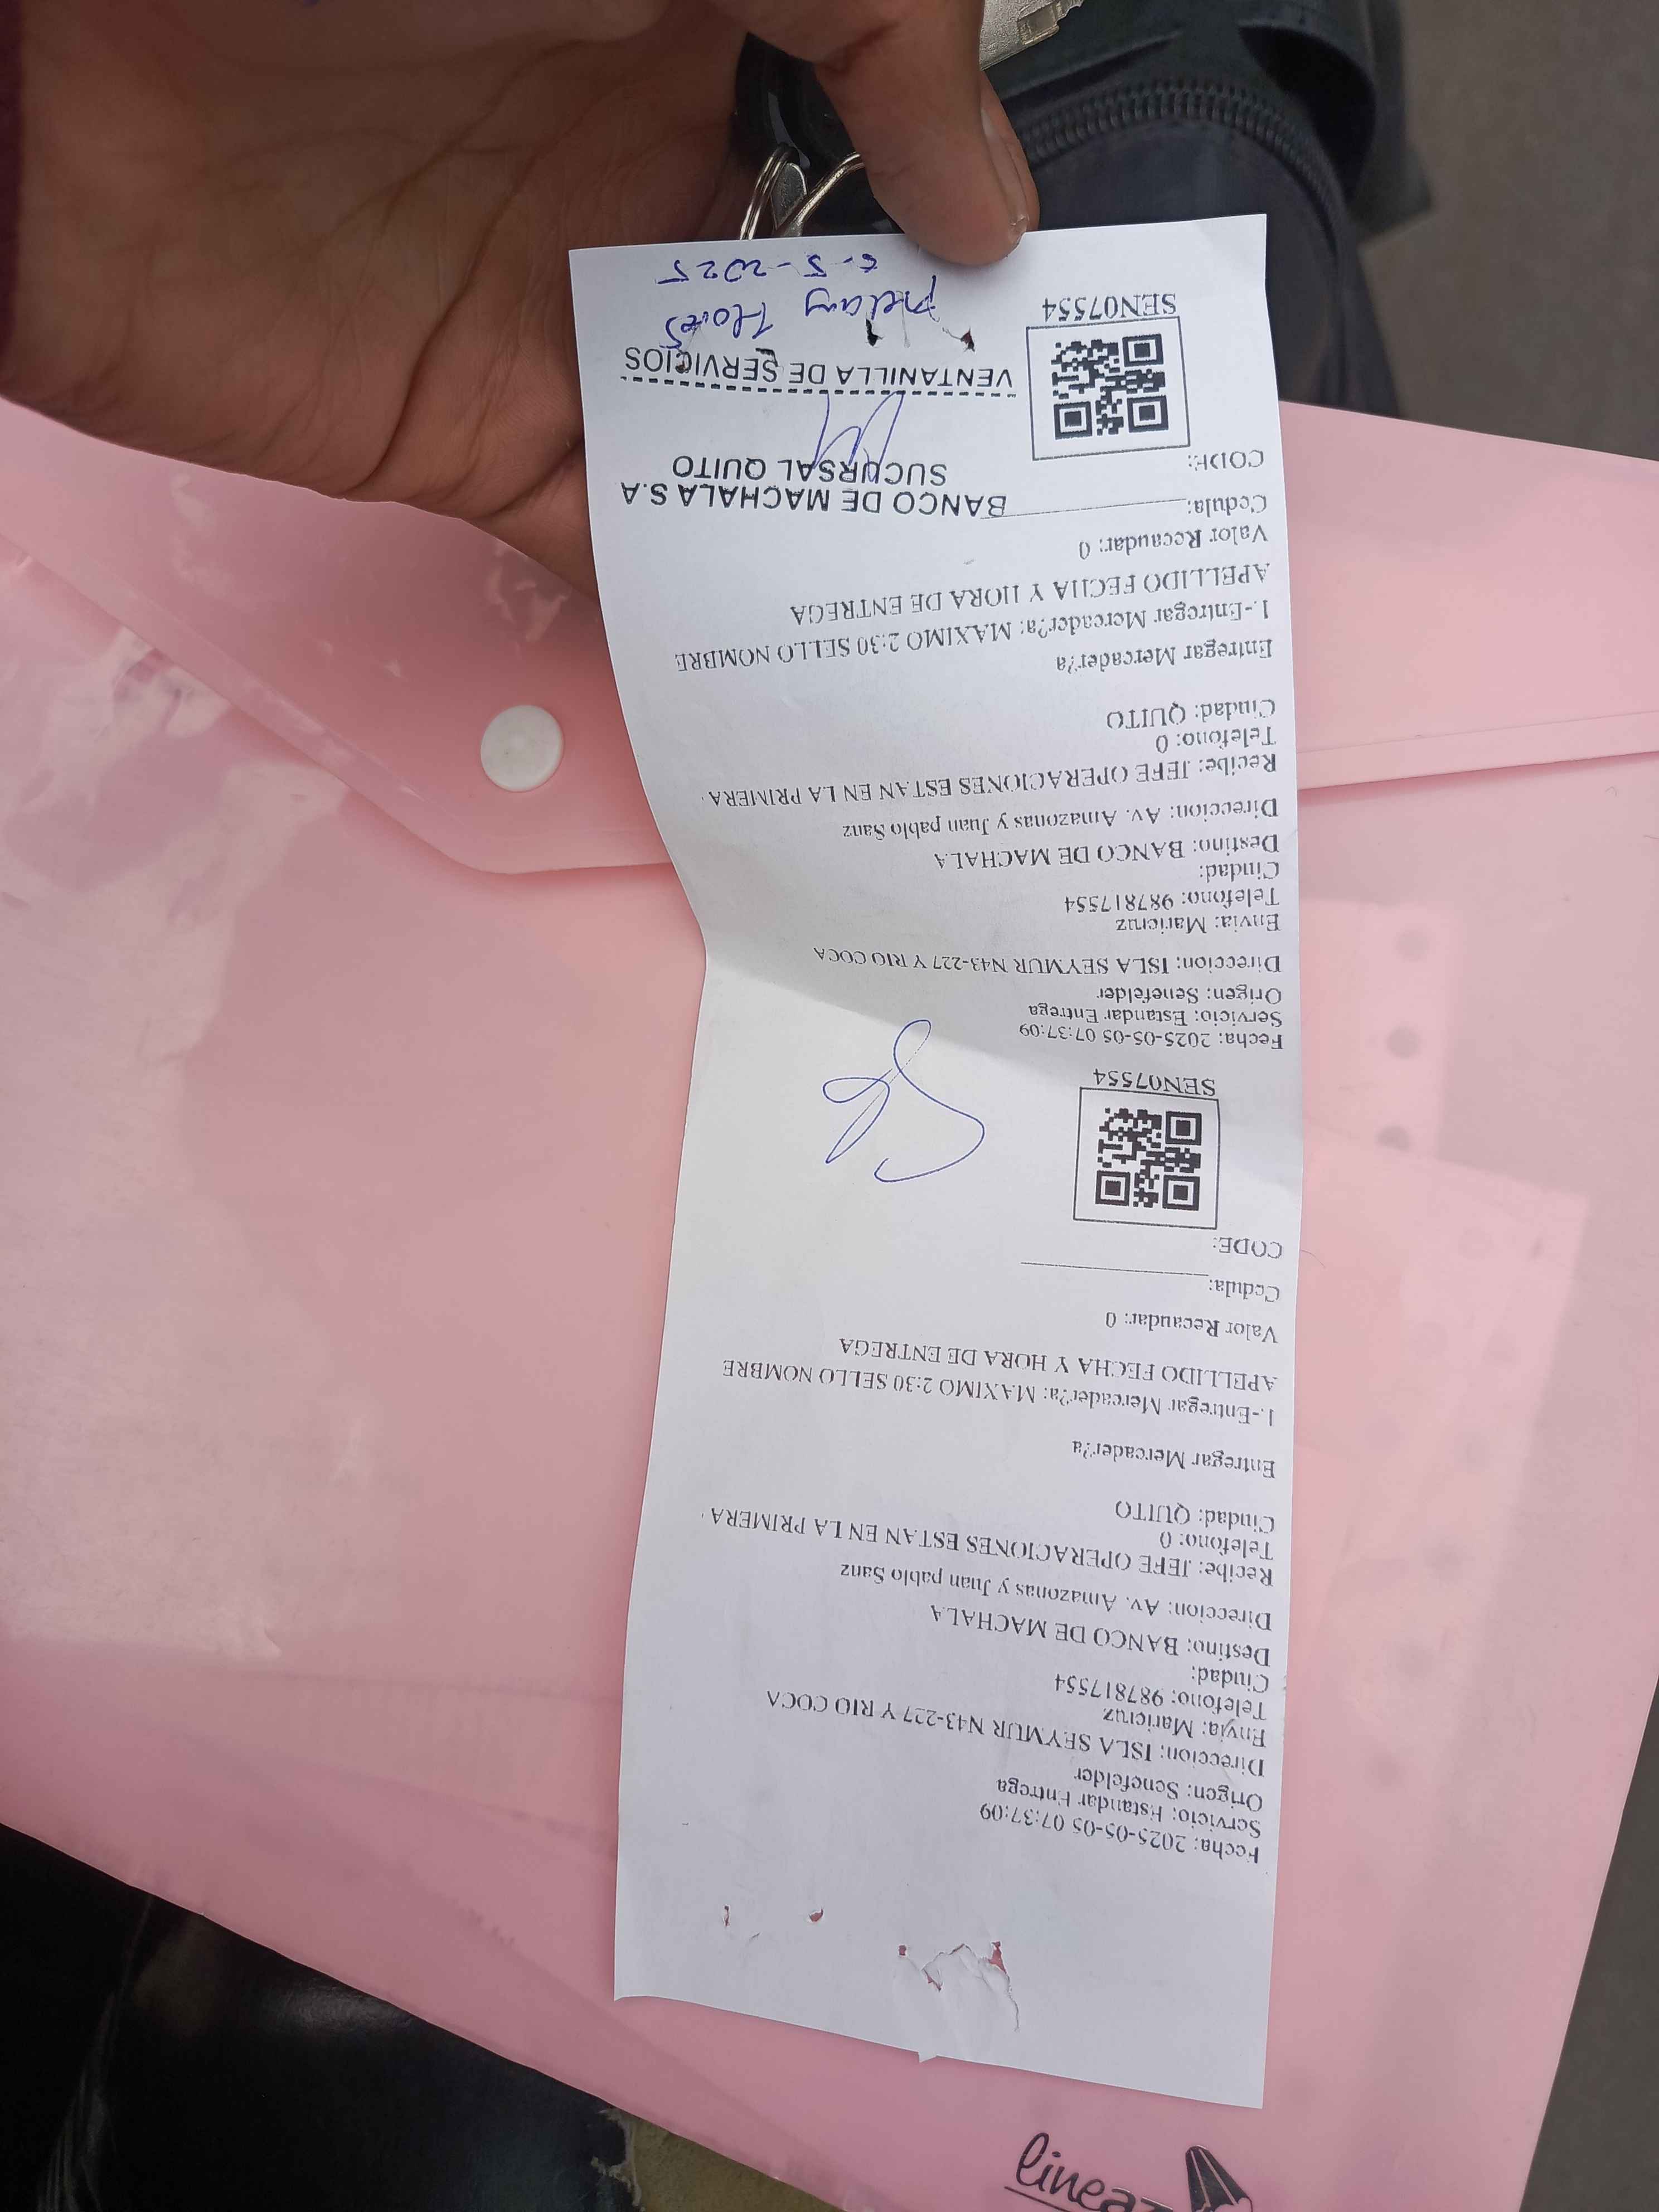 Fecha: 2025-05-05 07:37:09
Servicio: Estandar Entrega
Origen: Senefelder
Direccion: ISLA SEYMUR N43-227 Y RIO COCA
Envia: Maricruz
Telefono: 987817554
Ciudad:
Destino: BANCO DE MACHALA
Direccion: Av. Amazonas y Juan pablo Sanz
Recibe: JEFE OPERACIONES ESTAN EN LA PRIMERA
Telefono: 0
Ciudad: QUITO
Entregar Mercader?a
1.-Entregar Mercader?a: MAXIMO 2:30 SELLO NOMBRE
APELLIDO FECHA Y HORA DE ENTREGA
Valor Recaudar: 0
Cedula:
CODE:
SEN07554
Fecha: 2025-05-05 07:37:09
Servicio: Estandar Entrega
Origen: Senefelder
Direccion: ISLA SEYMUR N43-227 Y RIO COCA
Envia: Maricruz
Telefono: 987817554
Ciudad:
Destino: BANCO DE MACHALA
Direccion: Av. Amazonas y Juan pablo Sanz
Recibe: JEFE OPERACIONES ESTAN EN LA PRIMERA
Telefono: 0
Ciudad: QUITO
Entregar Mercader?a
1.-Entregar Mercader?a: MAXIMO 2:30 SELLO NOMBRE
APELLIDO FECHA Y HORA DE ENTREGA
Valor Recaudar: 0
Cedula:
BANCO DE MACHALA S.A
SUCURSAL QUITO
CODE:
VENTANILLA DE SERVICIOS
SEN07554
Melany Flores
6-5-2025